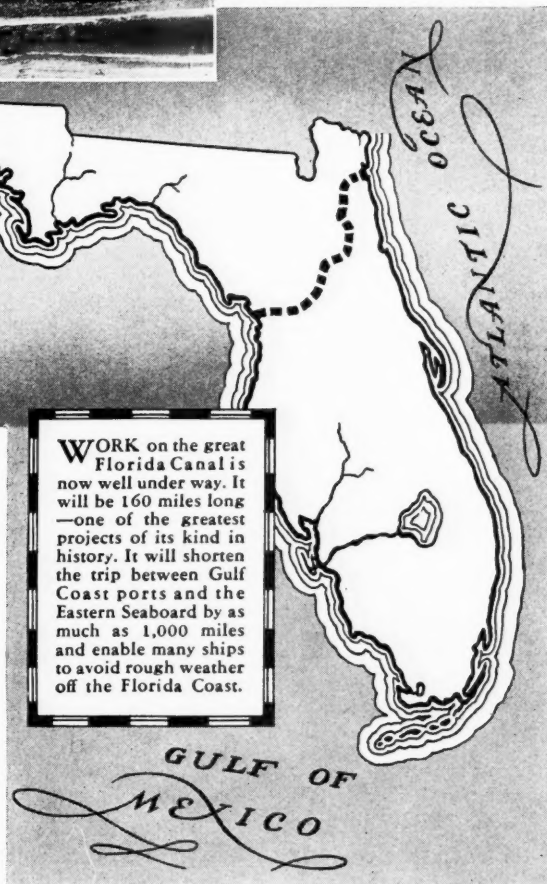 ATLANTIC OCEAN
WORK on the great
Florida Canal is
now well under way. It
will be 160 miles long
—one of the greatest
projects of its kind in
history. It will shorten
the trip between Gulf
Coast ports and the
Eastern Seaboard by as
much as 1,000 miles
and enable many ships
to avoid rough weather
off the Florida Coast.
GULF OF
MEXICO